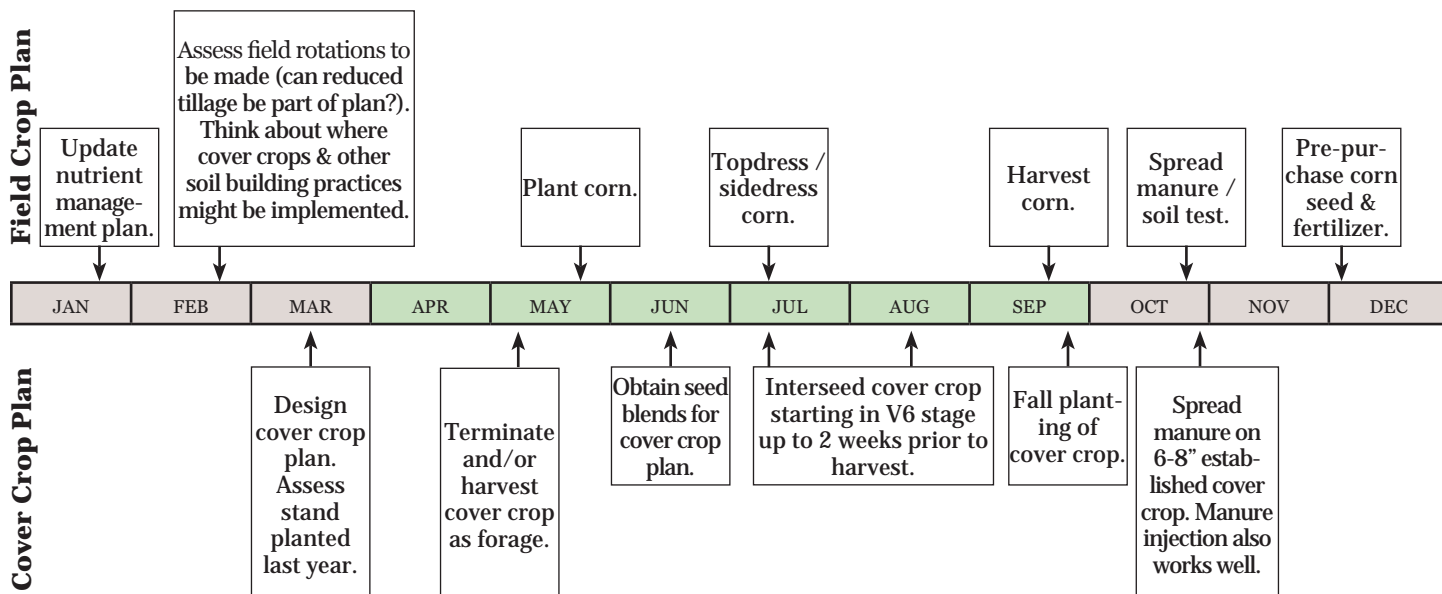 Field Crop Plan
Update
nutrient
manage-
ment plan.
Assess field rotations to
be made (can reduced
tillage be part of plan?).
Think about where
cover crops & other
soil building practices
might be implemented.
Plant corn.
Topdress /
sidedress
corn.
Harvest
corn.
Spread
manure /
soil test.
Pre-pur-
chase corn
seed &
fertilizer.
JAN FEB MAR APR MAY JUN JUL AUG SEP OCT NOV DEC
Cover Crop Plan
Design
cover crop
plan.
Assess
stand
planted
last year.
Terminate
and/or
harvest
cover crop
as forage.
Obtain seed
blends for
cover crop
plan.
Interseed cover crop
starting in V6 stage
up to 2 weeks prior to
harvest.
Fall plant-
ing of
cover crop.
Spread
manure on
6-8” estab-
lished cover
crop. Manure
injection also
works well.